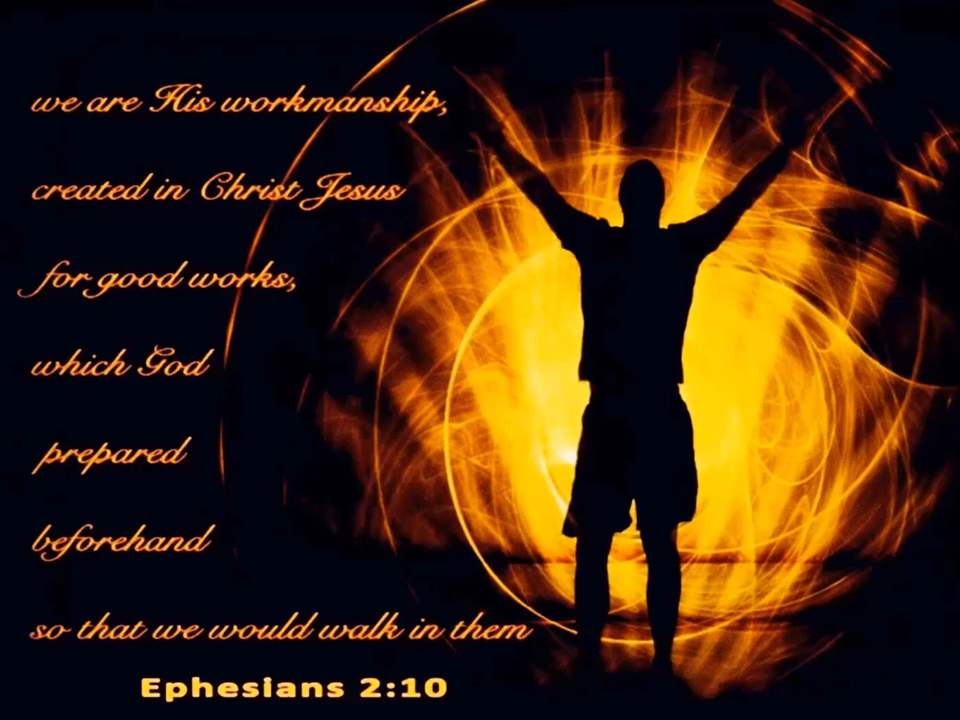 we are His workmanship,
created in Christ Jesus
for good works,
which God
prepared
beforehand
so that we would walk in them
Ephesians 2:10